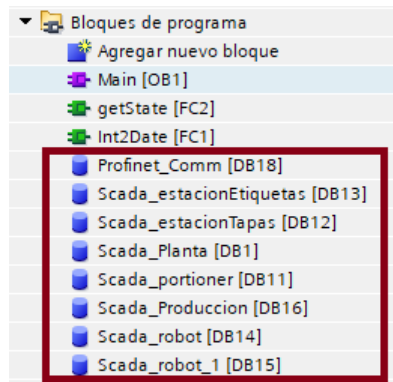 Bloques de programa
Agregar nuevo bloque
Main [OB1]
getState [FC2]
Int2Date [FC1]
Profinet_Comm [DB18]
Scada_estacionEtiquetas [DB13]
Scada_estacionTapas [DB12]
Scada_Planta [DB1]
Scada_portioner [DB11]
Scada_Produccion [DB16]
Scada_robot [DB14]
Scada_robot_1 [DB15]